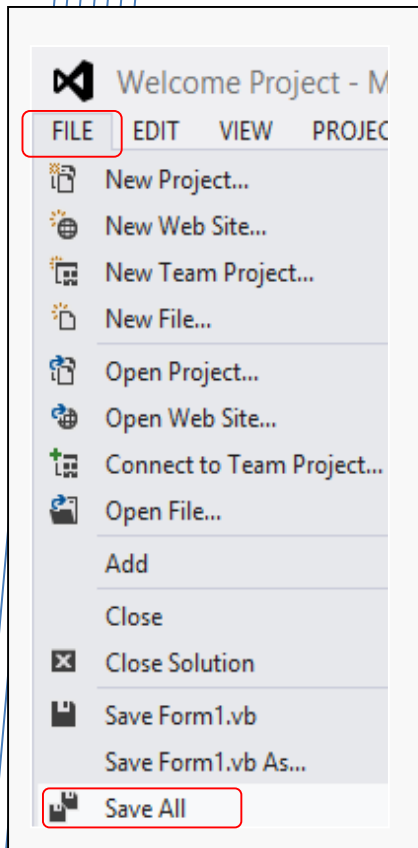 Welcome Project - M
FILE EDIT VIEW PROJEC
New Project...
New Web Site...
New Team Project...
New File...
Open Project...
Open Web Site...
Connect to Team Project...
Open File...
Add
Close
Close Solution
Save Form1.vb
Save Form1.vb As...
Save All